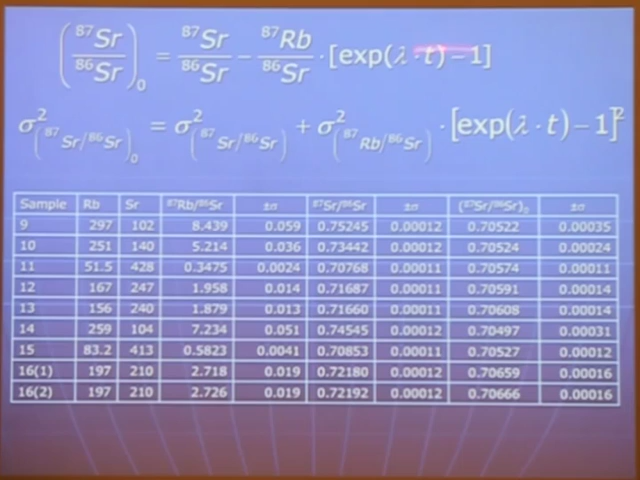 (⁸⁷Sr/⁸⁶Sr)₀ = ⁸⁷Sr/⁸⁶Sr − ⁸⁷Rb/⁸⁶Sr · [exp(λ · t) − 1]
σ²(⁸⁷Sr/⁸⁶Sr)₀ = σ²(⁸⁷Sr/⁸⁶Sr) + σ²(⁸⁷Rb/⁸⁶Sr) · [exp(λ · t) − 1]²
Sample Rb Sr ⁸⁷Rb/⁸⁶Sr ±σ ⁸⁷Sr/⁸⁶Sr ±σ (⁸⁷Sr/⁸⁶Sr)₀ ±σ
9 297 102 8.439 0.059 0.75245 0.00012 0.70522 0.00035
10 251 140 5.214 0.036 0.73442 0.00012 0.70524 0.00024
11 51.5 428 0.3475 0.0024 0.70768 0.00011 0.70574 0.00011
12 167 247 1.958 0.014 0.71687 0.00011 0.70591 0.00014
13 156 240 1.879 0.013 0.71660 0.00011 0.70608 0.00014
14 259 104 7.234 0.051 0.74545 0.00012 0.70497 0.00031
15 83.2 413 0.5823 0.0041 0.70853 0.00011 0.70527 0.00012
16(1) 197 210 2.718 0.019 0.72180 0.00012 0.70659 0.00016
16(2) 197 210 2.726 0.019 0.72192 0.00012 0.70666 0.00016